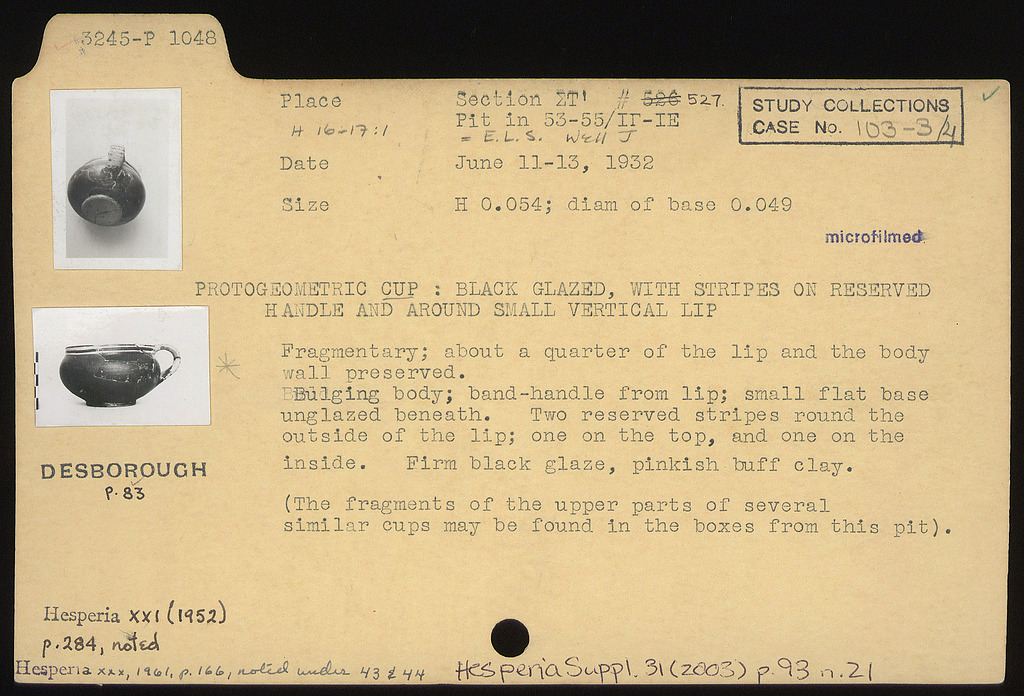 3245-P 1048
Place Section ΣΤ' # 526 527.
H 16-17:1 Pit in 53-55/ΙΓ-ΙΕ
= E.L.S. Well J
STUDY COLLECTIONS
CASE No. 103-3/4
Date June 11-13, 1932
Size H 0.054; diam of base 0.049
microfilmed
PROTOGEOMETRIC CUP : BLACK GLAZED, WITH STRIPES ON RESERVED
HANDLE AND AROUND SMALL VERTICAL LIP
Fragmentary; about a quarter of the lip and the body
wall preserved.
Bulging body; band-handle from lip; small flat base
unglazed beneath. Two reserved stripes round the
outside of the lip; one on the top, and one on the
inside. Firm black glaze, pinkish buff clay.
(The fragments of the upper parts of several
similar cups may be found in the boxes from this pit).
DESBOROUGH
P. 83
Hesperia XXI (1952)
p. 284, noted
Hesperia xxx, 1961, p. 166, noted under 43 & 44
Hesperia Suppl. 31 (2003) p. 93 n. 21